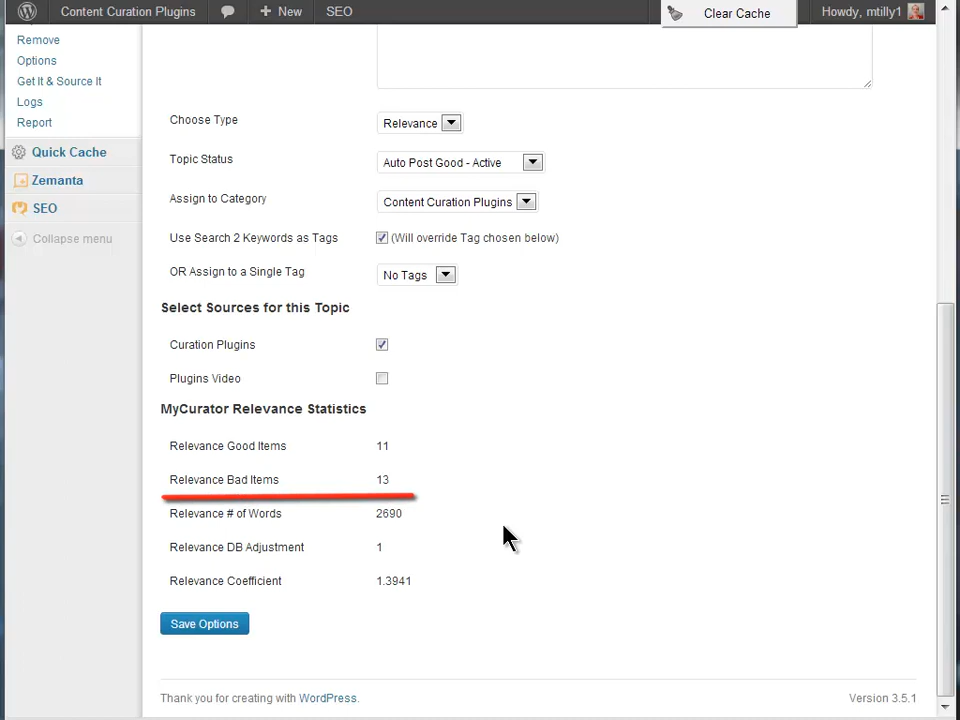 Content Curation Plugins + New SEO Clear Cache Howdy, mtilly1
Remove
Options
Get It & Source It
Logs
Report
Quick Cache
Zemanta
SEO
Collapse menu
Choose Type Relevance
Topic Status Auto Post Good - Active
Assign to Category Content Curation Plugins
Use Search 2 Keywords as Tags (Will override Tag chosen below)
OR Assign to a Single Tag No Tags
Select Sources for this Topic
Curation Plugins
Plugins Video
MyCurator Relevance Statistics
Relevance Good Items 11
Relevance Bad Items 13
Relevance # of Words 2690
Relevance DB Adjustment 1
Relevance Coefficient 1.3941
Save Options
Thank you for creating with WordPress. Version 3.5.1